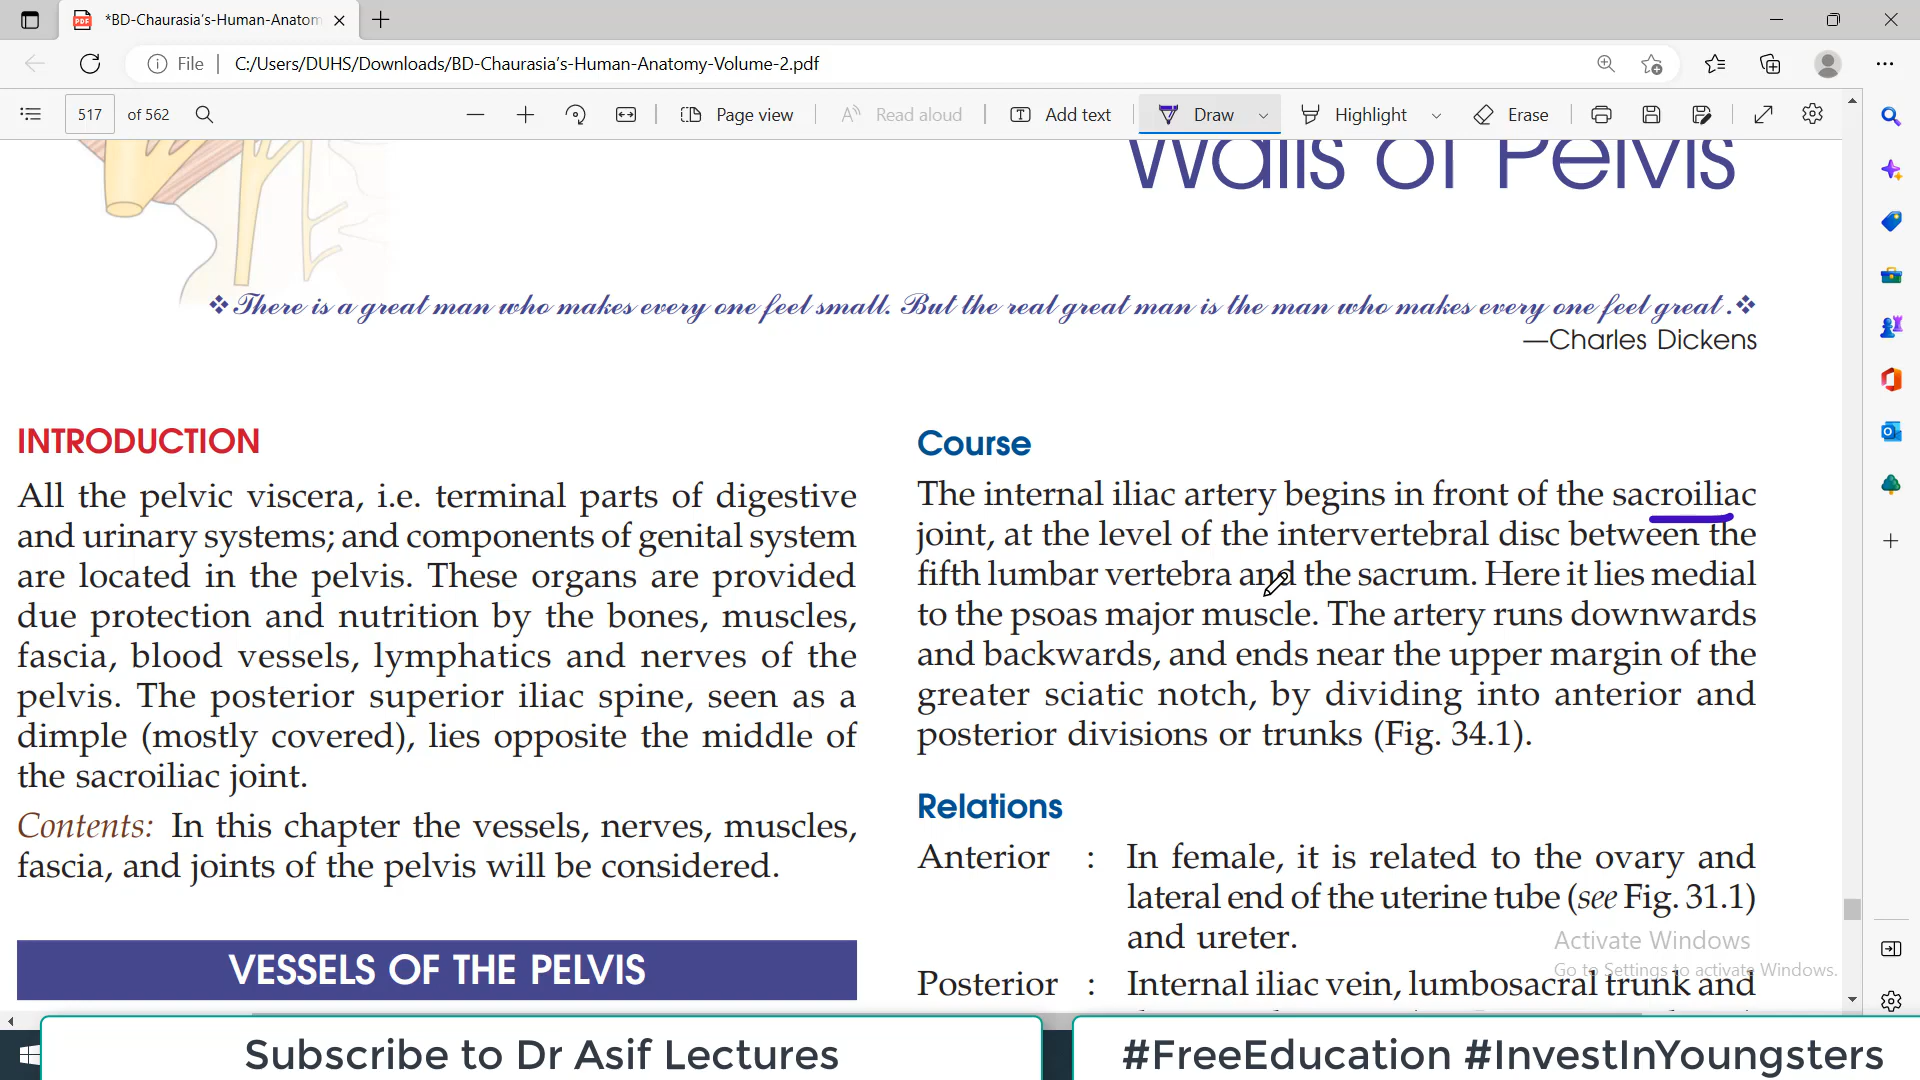 *BD-Chaurasia's-Human-Anatom
File
C:/Users/DUHS/Downloads/BD-Chaurasia's-Human-Anatomy-Volume-2.pdf
517 of 562
Page view
Read aloud
Add text
Draw
Highlight
Erase
Walls of Pelvis
There is a great man who makes every one feel small. But the real great man is the man who makes every one feel great.
—Charles Dickens
INTRODUCTION
All the pelvic viscera, i.e. terminal parts of digestive
and urinary systems; and components of genital system
are located in the pelvis. These organs are provided
due protection and nutrition by the bones, muscles,
fascia, blood vessels, lymphatics and nerves of the
pelvis. The posterior superior iliac spine, seen as a
dimple (mostly covered), lies opposite the middle of
the sacroiliac joint.
Contents: In this chapter the vessels, nerves, muscles,
fascia, and joints of the pelvis will be considered.
VESSELS OF THE PELVIS
Course
The internal iliac artery begins in front of the sacroiliac
joint, at the level of the intervertebral disc between the
fifth lumbar vertebra and the sacrum. Here it lies medial
to the psoas major muscle. The artery runs downwards
and backwards, and ends near the upper margin of the
greater sciatic notch, by dividing into anterior and
posterior divisions or trunks (Fig. 34.1).
Relations
Anterior : In female, it is related to the ovary and
lateral end of the uterine tube (see Fig. 31.1)
and ureter.
Posterior : Internal iliac vein, lumbosacral trunk and
Activate Windows
Go to Settings to activate Windows.
Subscribe to Dr Asif Lectures
#FreeEducation #InvestInYoungsters